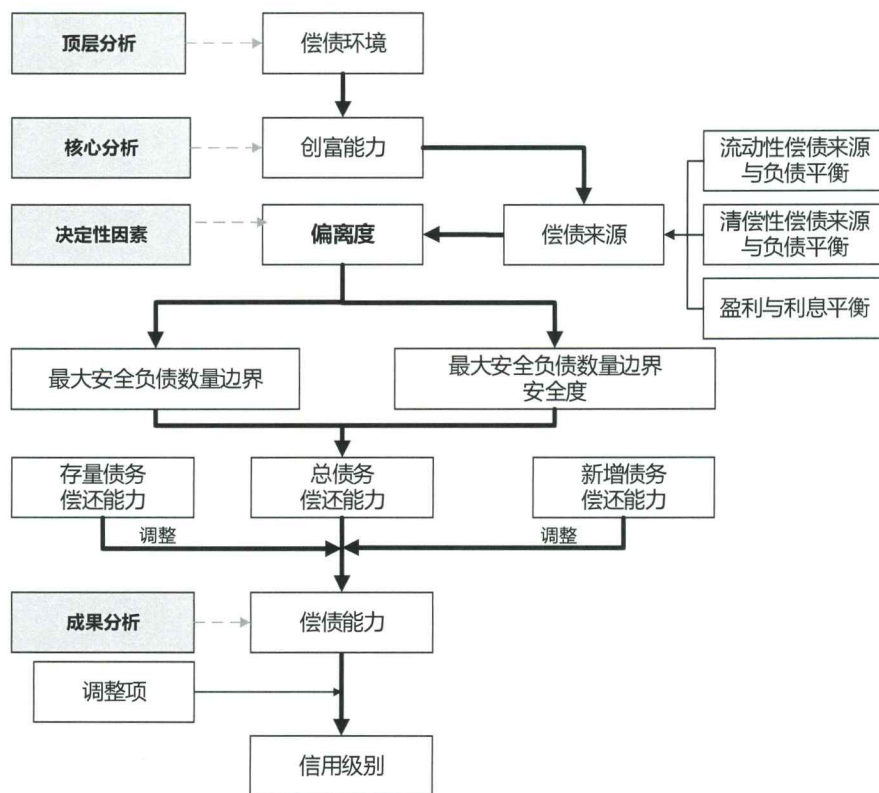 顶层分析
偿债环境
核心分析
创富能力
流动性偿债来源
与负债平衡
决定性因素
偏离度
偿债来源
清偿性偿债来源
与负债平衡
盈利与利息平衡
最大安全负债数量边界
最大安全负债数量边界
安全度
存量债务
偿还能力
总债务
偿还能力
新增债务
偿还能力
调整
调整
成果分析
偿债能力
调整项
信用级别